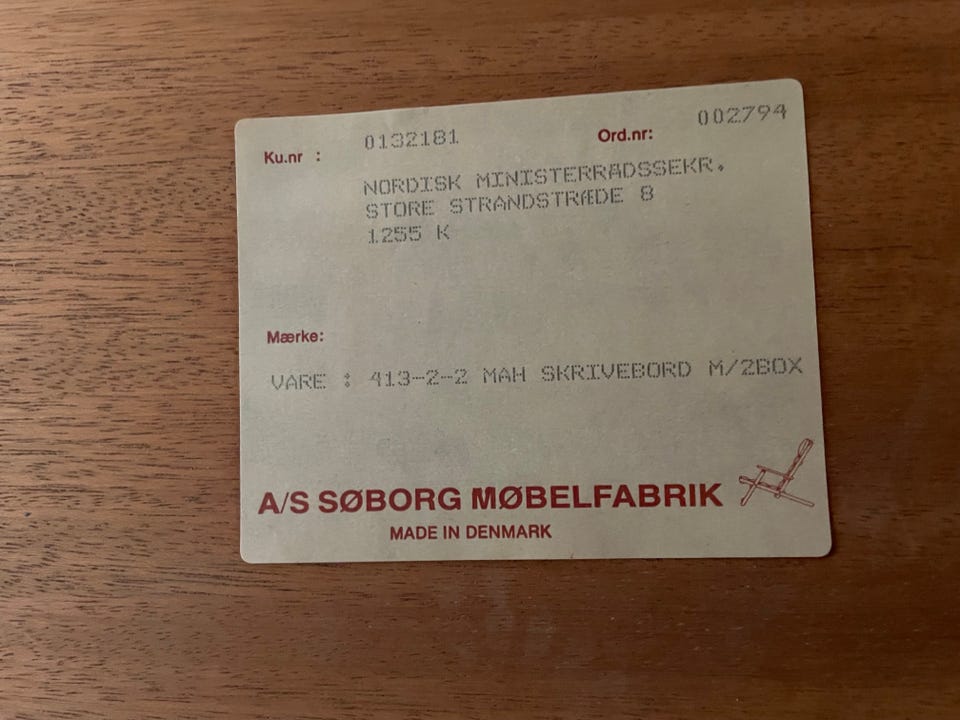 Ku.nr : 0132181 Ord.nr: 002794
NORDISK MINISTERRÅDSSEKR.
STORE STRANDSTRÆDE 8
1255 K
Mærke:
VARE : 413-2-2 MAH SKRIVEBORD M/2BOX
A/S SØBORG MØBELFABRIK
MADE IN DENMARK